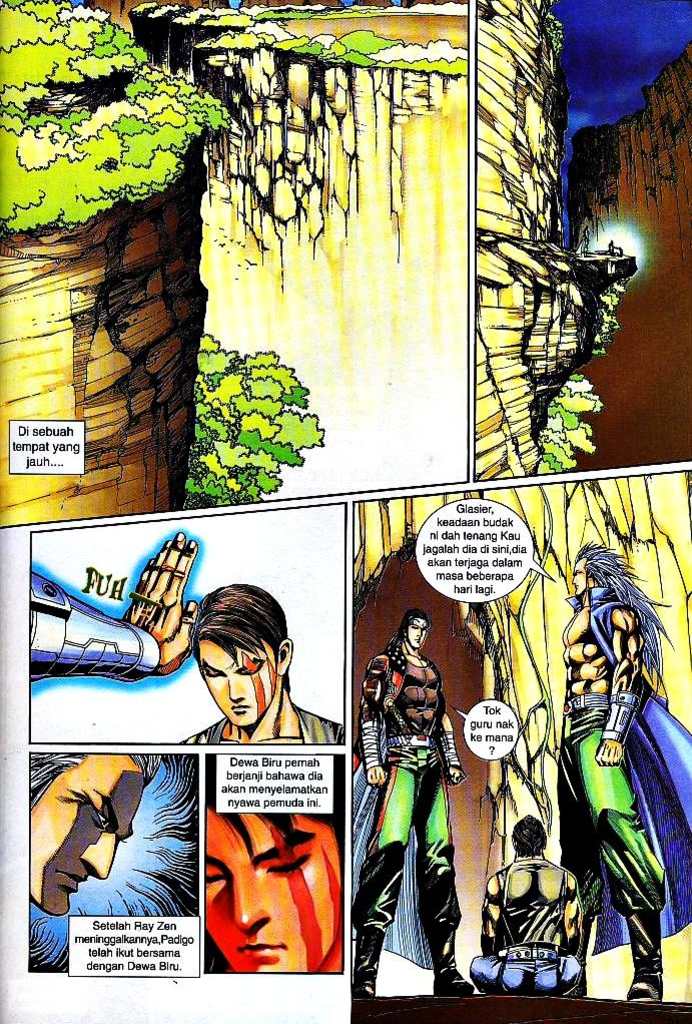 Di sebuah
tempat yang
jauh....
FUH
Glasier,
keadaan budak
ni dah tenang Kau
jagalah dia di sini,dia
akan terjaga dalam
masa beberapa
hari lagi.
Tok
guru nak
ke mana
?
Dewa Biru pernah
berjanji bahawa dia
akan menyelamatkan
nyawa pemuda ini.
Setelah Ray Zen
meninggalkannya,Padigo
telah ikut bersama
dengan Dewa Biru.